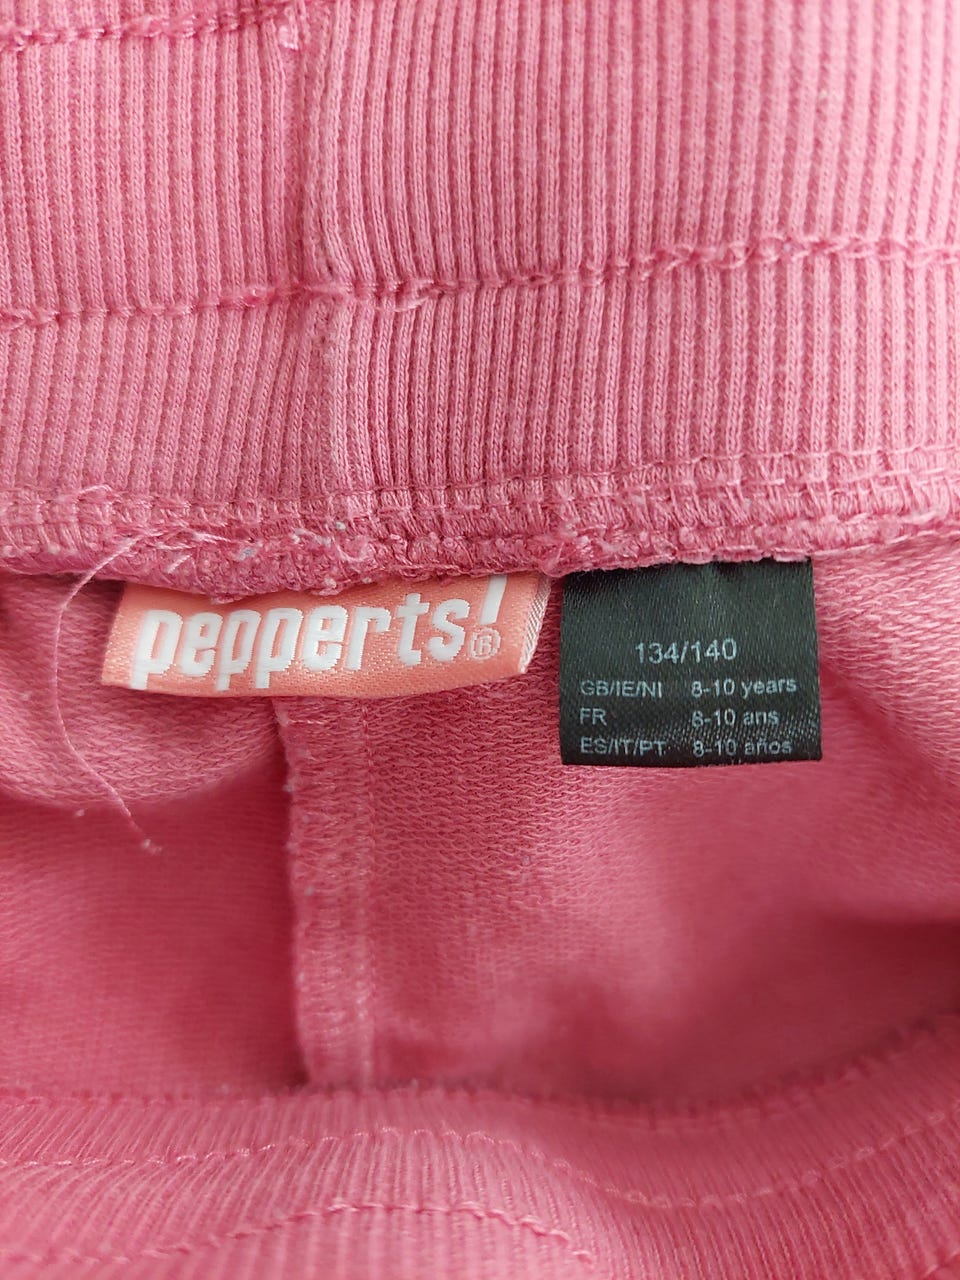 pepperts! ®
134/140
GB/IE/NI 8-10 years
FR 8-10 ans
ES/IT/PT 8-10 años